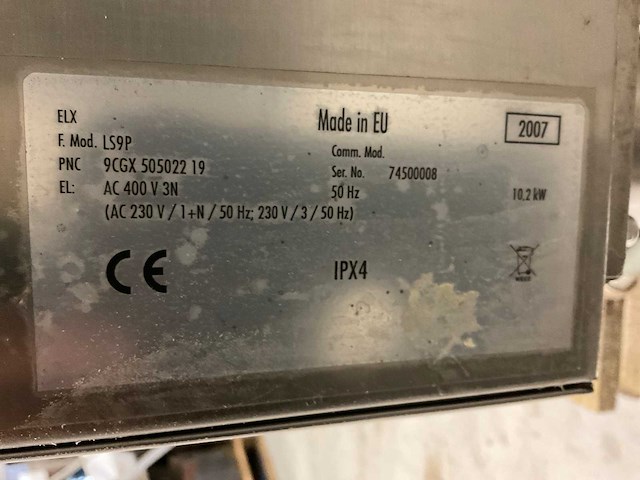 ELX
Made in EU
2007
F. Mod. LS9P
Comm. Mod.
PNC 9CGX 505022 19
Ser. No. 74500008
EL: AC 400 V 3N
50 Hz
10.2 kW
(AC 230 V / 1+N / 50 Hz; 230 V / 3 / 50 Hz)
CE
IPX4